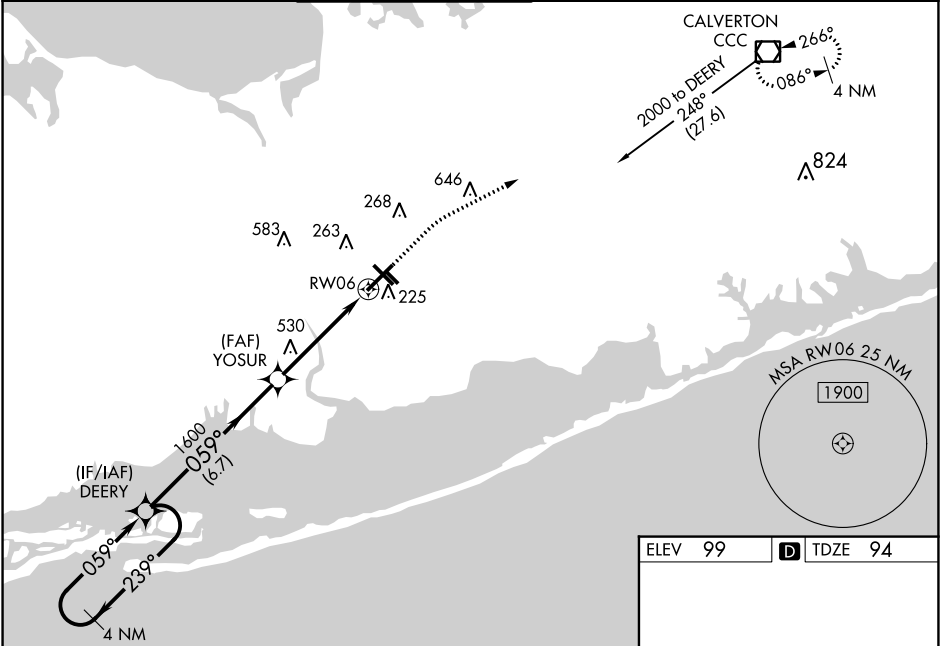 CALVERTON
CCC
266°
086°
4 NM
2000 to DEERY
248°
(27.6)
824
646
268
583
263
RW06
225
530
(FAF)
YOSUR
MSA RW06 25 NM
1900
1600
059°
(6.7)
(IF/IAF)
DEERY
059°
239°
4 NM
ELEV 99 D TDZE 94